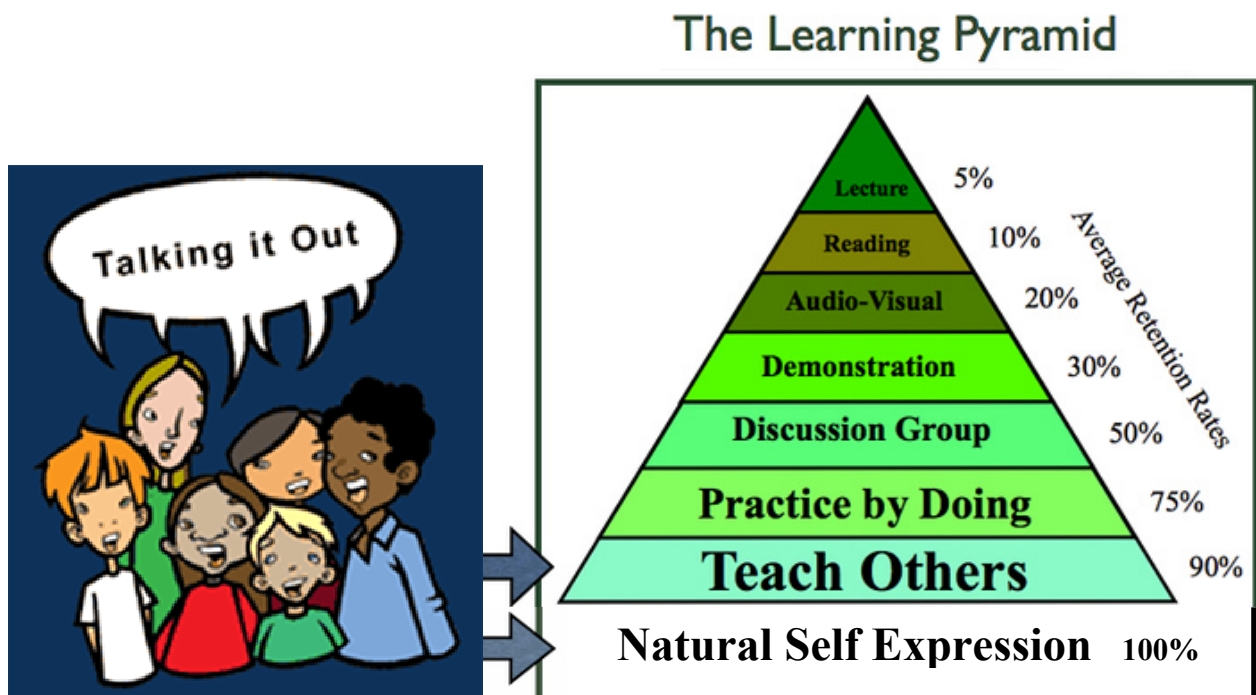 The Learning Pyramid
Talking it Out
Lecture 5%
Reading 10%
Audio-Visual 20%
Demonstration 30%
Discussion Group 50%
Practice by Doing 75%
Teach Others 90%
Average Retention Rates
Natural Self Expression 100%